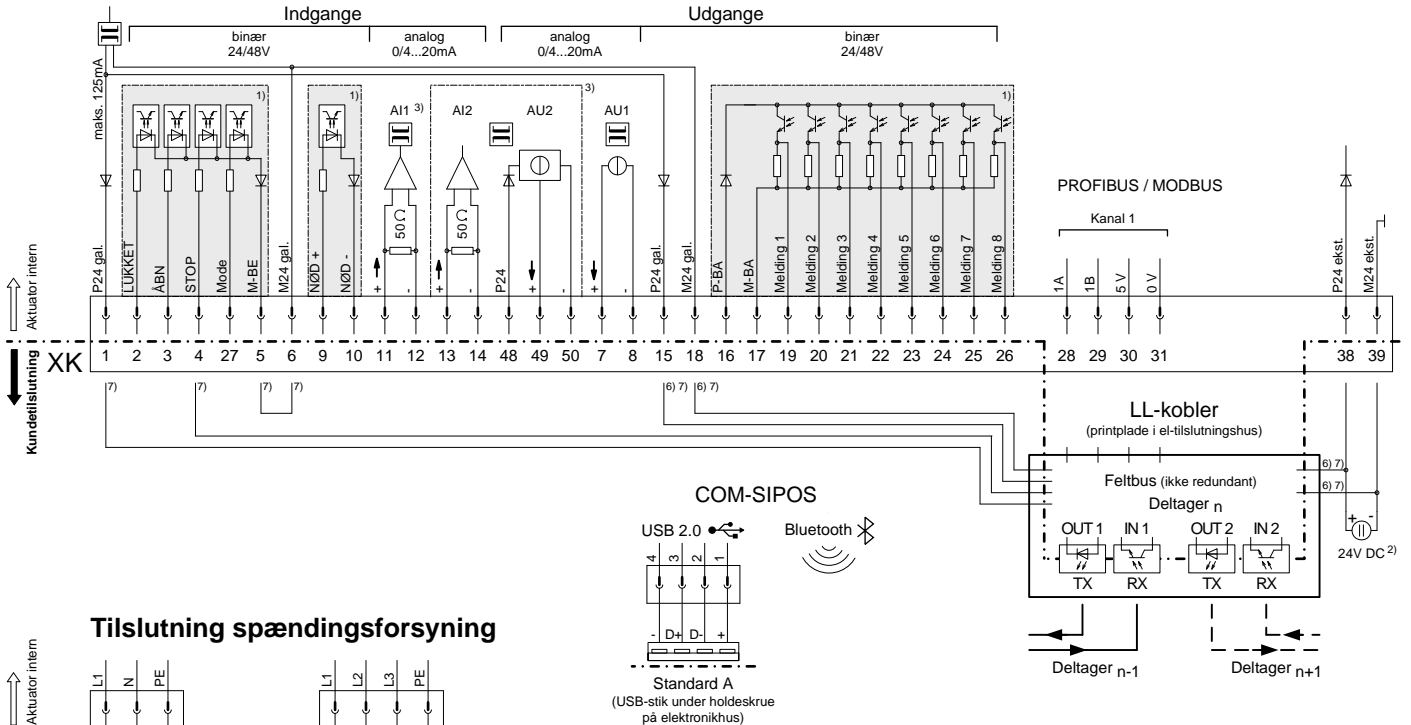 Indgange
Udgange
binær
24/48V
analog
0/4...20mA
analog
0/4...20mA
binær
24/48V
maks. 125mA
1)
1)
AI1 3)
AI2
3)
AU2
AU1
1)
50 Ω
50 Ω
PROFIBUS / MODBUS
Kanal 1
Aktuator intern
P24 gal.
LUKKET
ÅBN
STOP
Mode
M-BE
M24 gal.
NØD +
NØD -
+
-
+
-
P24
+
-
+
-
P24 gal.
M24 gal.
P-BA
M-BA
Melding 1
Melding 2
Melding 3
Melding 4
Melding 5
Melding 6
Melding 7
Melding 8
1A
1B
5 V
0 V
P24 ekst.
M24 ekst.
Kundetilslutning
XK
1 2 3 4 27 5 6 9 10 11 12 13 14 48 49 50 7 8 15 18 16 17 19 20 21 22 23 24 25 26 28 29 30 31 38 39
7) 7) 7) 7) 6) 7) 6) 7)
LL-kobler
(printplade i el-tilslutningshus)
Feltbus (ikke redundant)
Deltager n
6) 7)
6) 7)
OUT 1 IN 1 OUT 2 IN 2
TX RX TX RX
+ -
24V DC 2)
Deltager n-1
Deltager n+1
COM-SIPOS
USB 2.0
Bluetooth
4 3 2 1
- D+ D- +
Standard A
(USB-stik under holdeskrue
på elektronikhus)
Tilslutning spændingsforsyning
Aktuator intern
L1 N PE
L1 L2 L3 PE